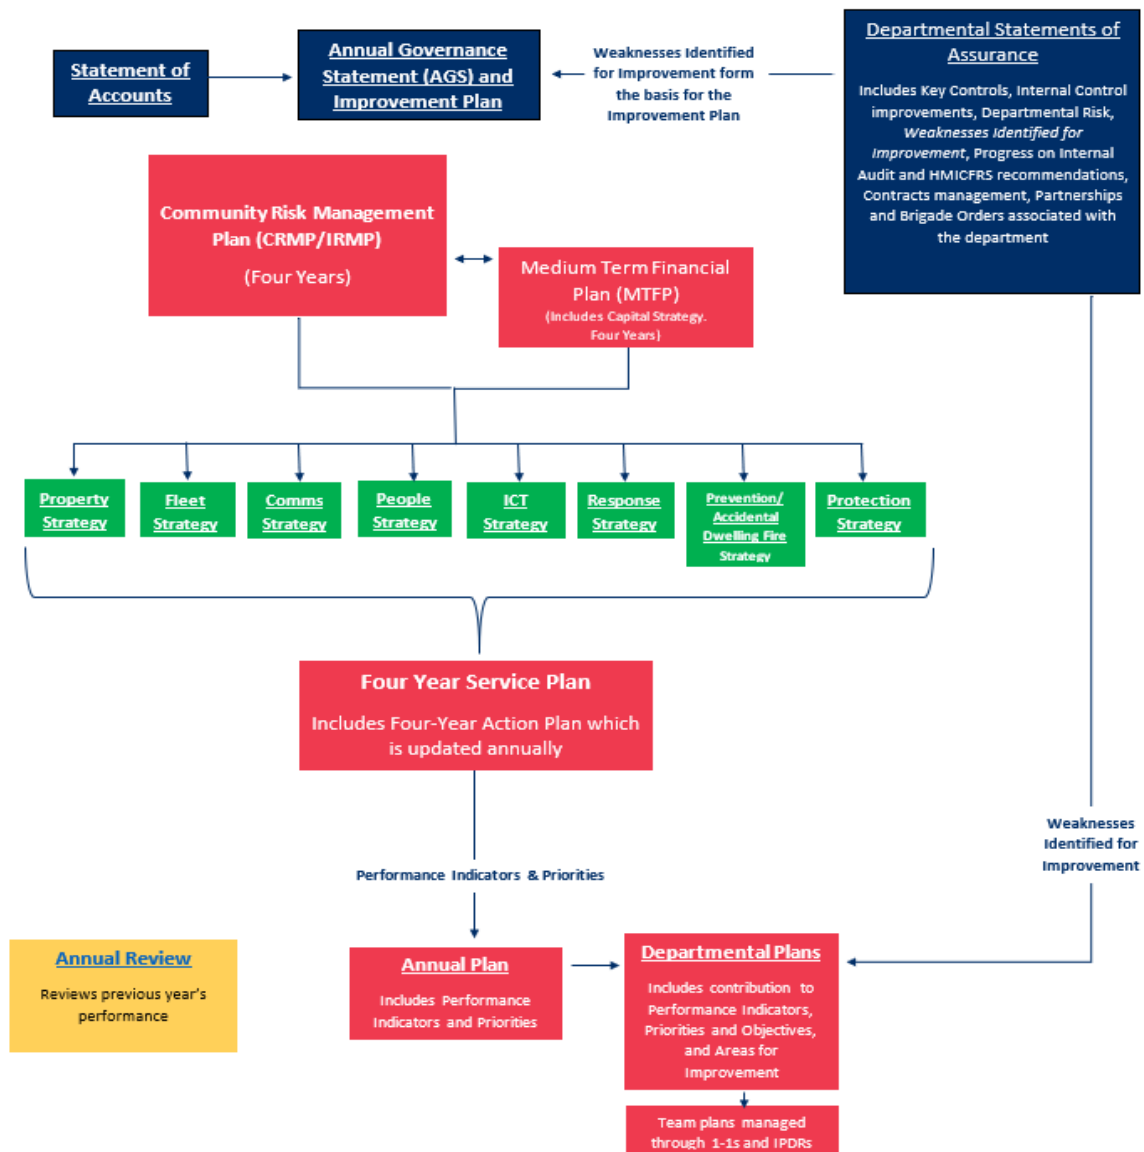 Statement of
Accounts
Annual Governance
Statement (AGS) and
Improvement Plan
Weaknesses Identified
for Improvement form
the basis for the
Improvement Plan
Departmental Statements of
Assurance
Includes Key Controls, Internal Control
improvements, Departmental Risk,
Weaknesses Identified for
Improvement, Progress on Internal
Audit and HMICFRS recommendations,
Contracts management, Partnerships
and Brigade Orders associated with
the department
Community Risk Management
Plan (CRMP/IRMP)
(Four Years)
Medium Term Financial
Plan (MTFP)
(Includes Capital Strategy.
Four Years)
Property
Strategy
Fleet
Strategy
Comms
Strategy
People
Strategy
ICT
Strategy
Response
Strategy
Prevention/
Accidental
Dwelling Fire
Strategy
Protection
Strategy
Four Year Service Plan
Includes Four-Year Action Plan which
is updated annually
Weaknesses
Identified for
Improvement
Performance Indicators & Priorities
Annual Review
Reviews previous year's
performance
Annual Plan
Includes Performance
Indicators and Priorities
Departmental Plans
Includes contribution to
Performance Indicators,
Priorities and Objectives,
and Areas for
Improvement
Team plans managed
through 1-1s and IPDRs